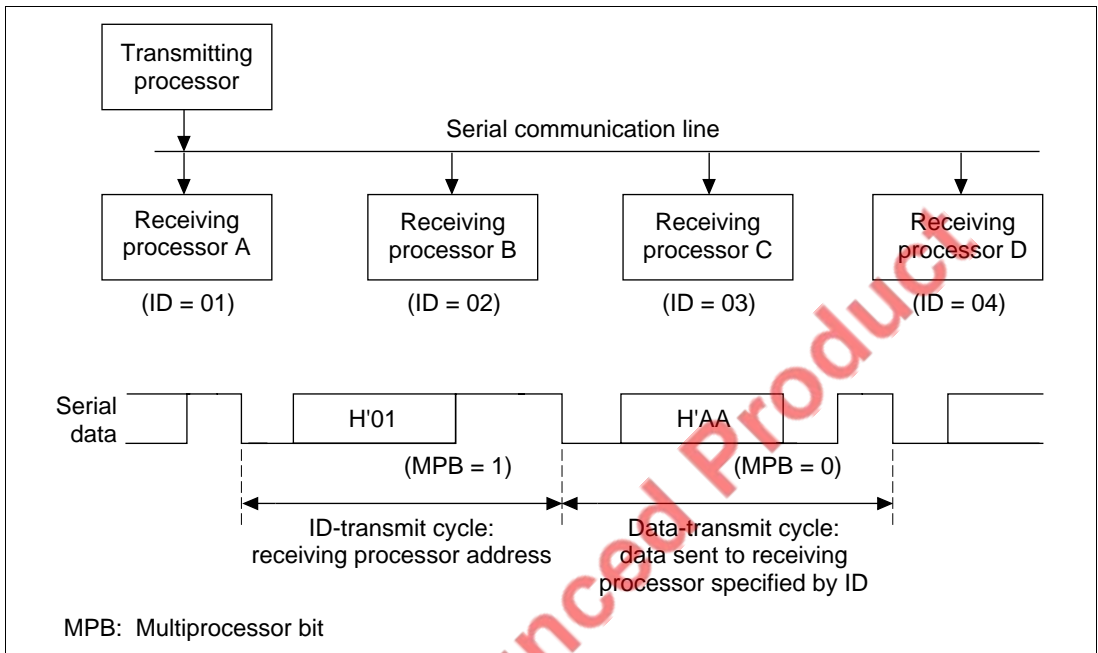 Transmitting
processor
Serial communication line
Receiving
processor A
Receiving
processor B
Receiving
processor C
Receiving
processor D
(ID = 01)
(ID = 02)
(ID = 03)
(ID = 04)
Serial
data
H'01
H'AA
(MPB = 1)
(MPB = 0)
ID-transmit cycle:
receiving processor address
Data-transmit cycle:
data sent to receiving
processor specified by ID
MPB: Multiprocessor bit
Product